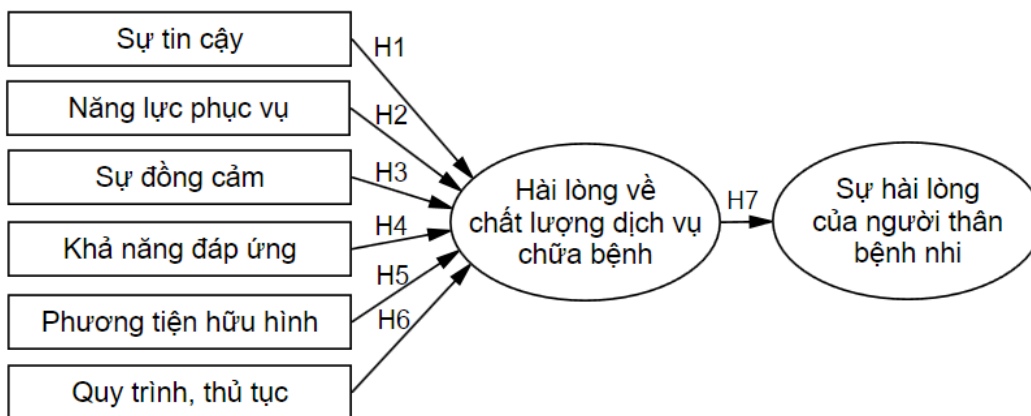 Sự tin cậy
H1
Năng lực phục vụ
H2
Sự đồng cảm
H3
Khả năng đáp ứng
H4
Phương tiện hữu hình
H5
Quy trình, thủ tục
H6
Hài lòng về
chất lượng dịch vụ
chữa bệnh
H7
Sự hài lòng
của người thân
bệnh nhi